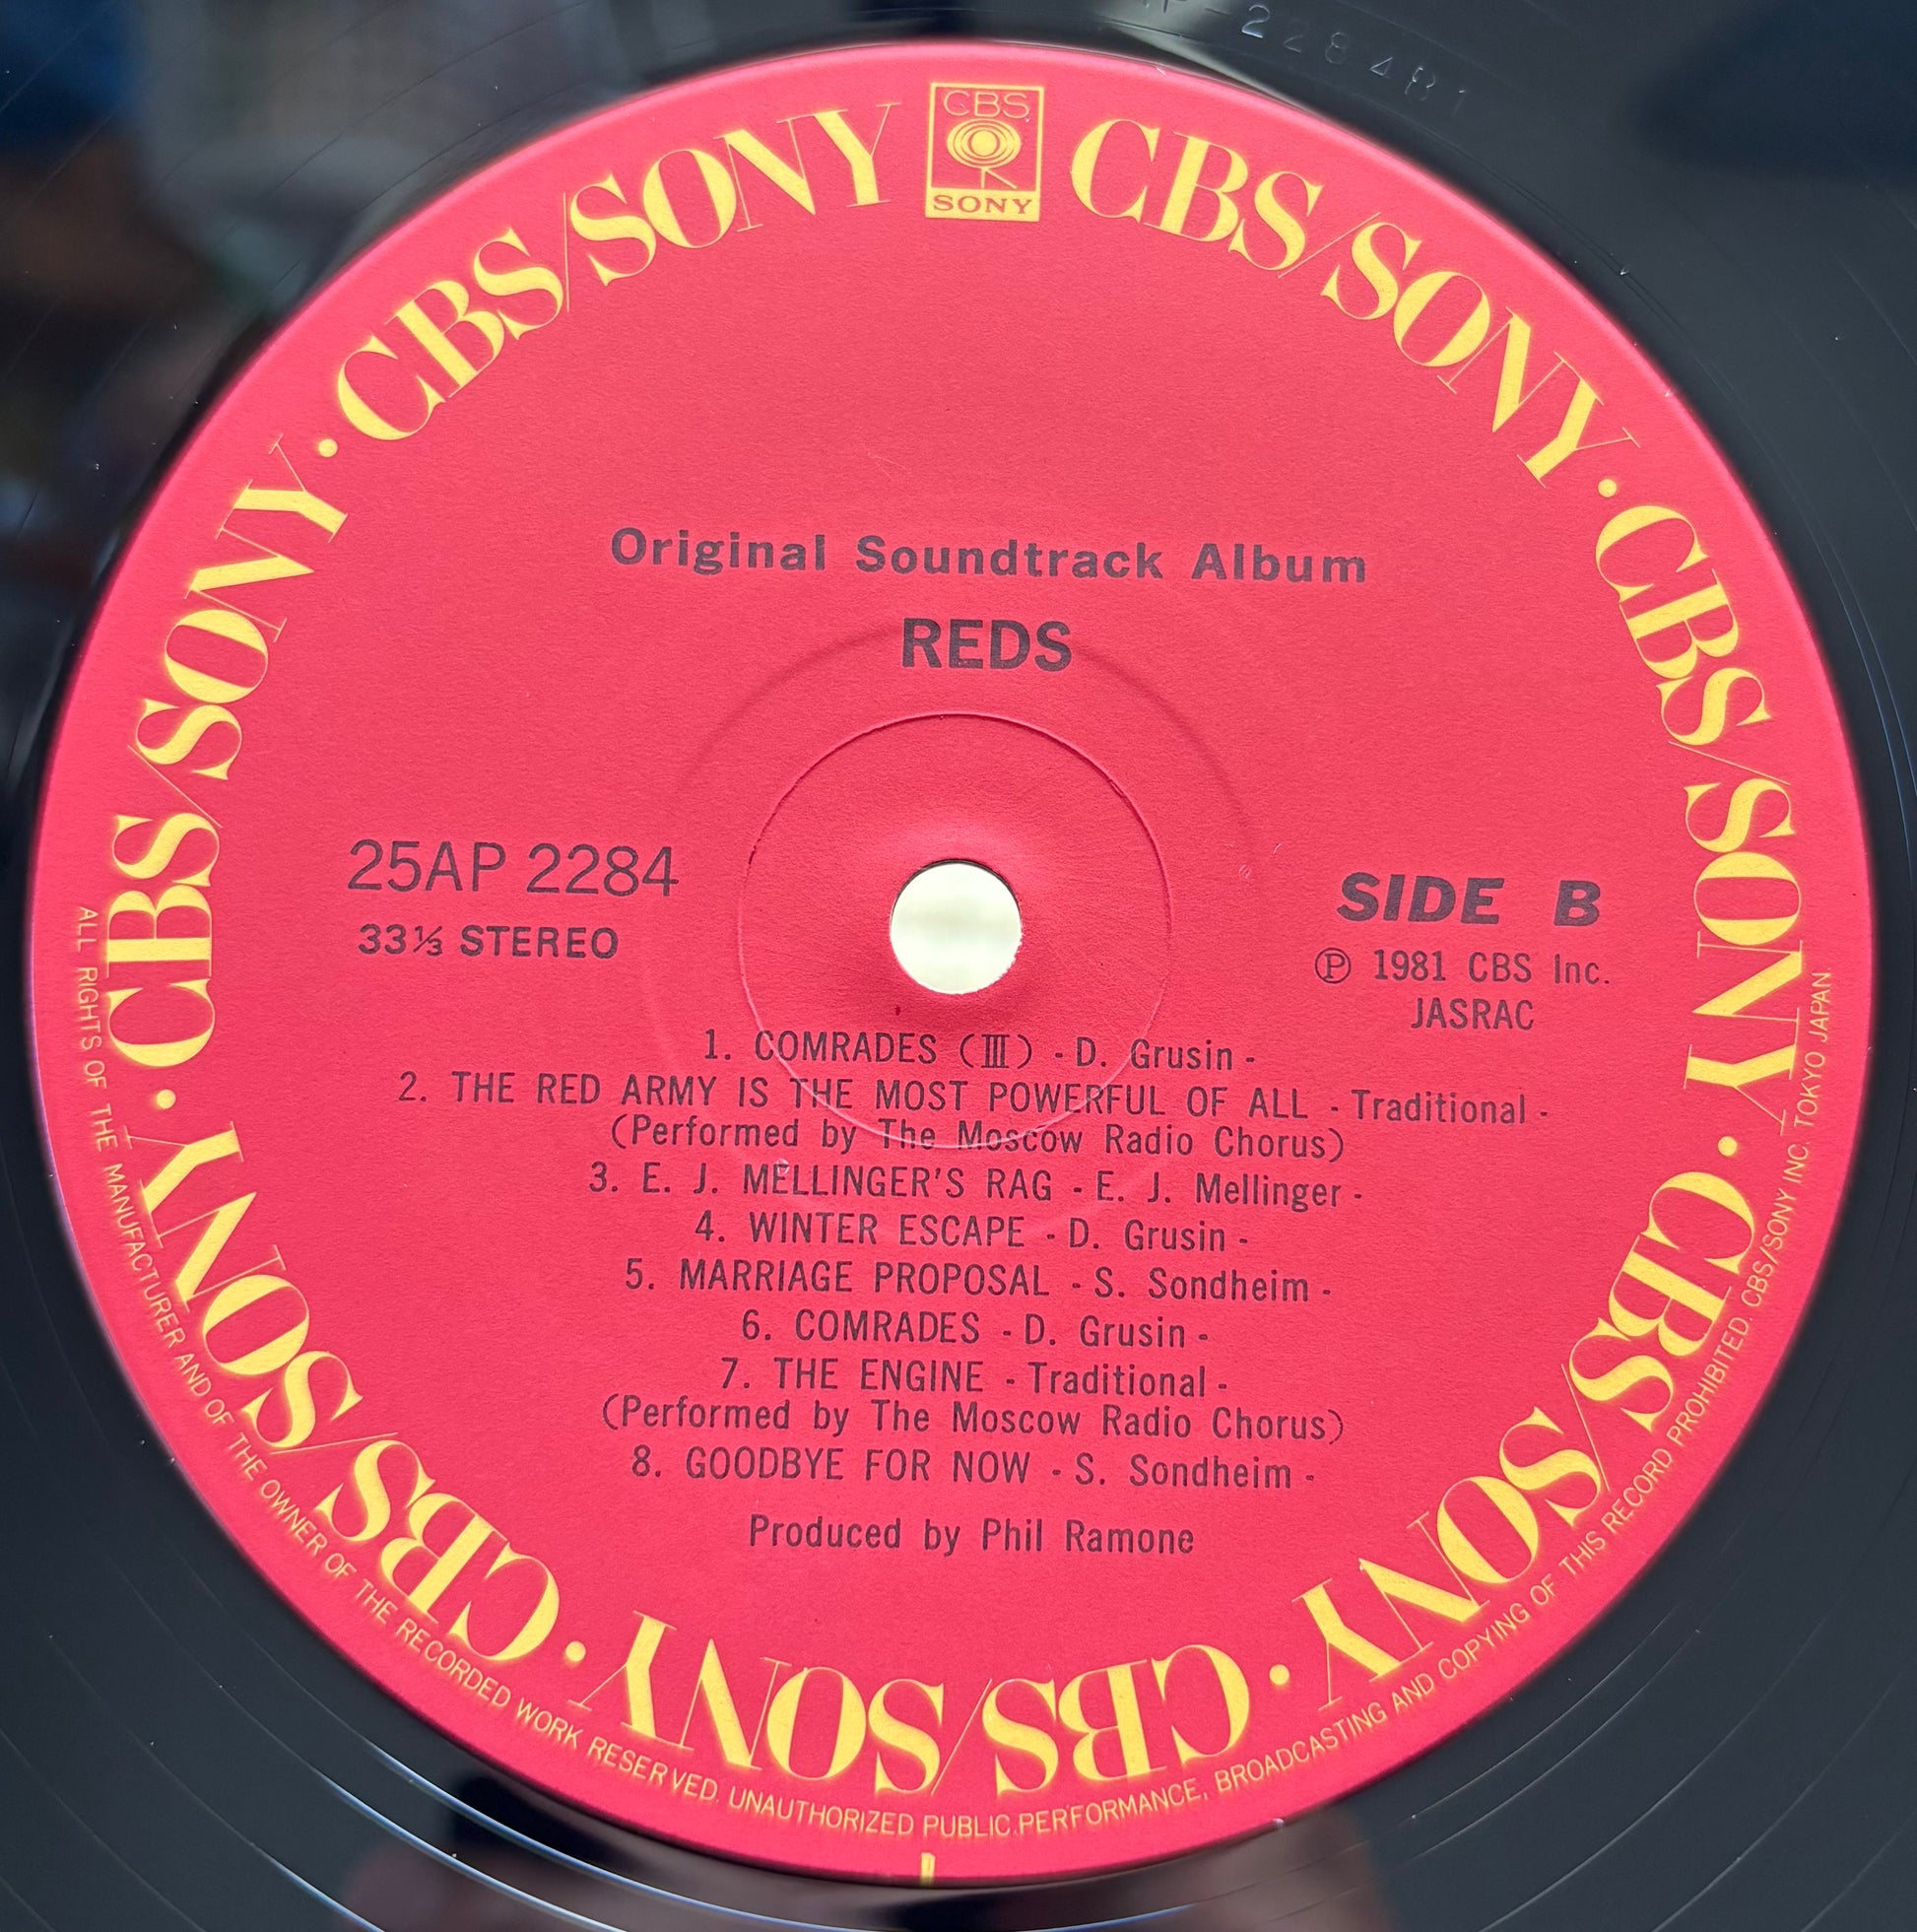 P-22848 1
CBS
SONY
CBS/SONY · CBS/SONY · CBS/SONY · CBS/SONY · CBS/SONY · CBS/SONY · CBS/SONY · CBS/SONY
Original Soundtrack Album
REDS
25AP 2284
33⅓ STEREO
SIDE B
Ⓟ 1981 CBS Inc.
JASRAC
1. COMRADES (Ⅲ) - D. Grusin -
2. THE RED ARMY IS THE MOST POWERFUL OF ALL - Traditional -
(Performed by The Moscow Radio Chorus)
3. E. J. MELLINGER'S RAG - E. J. Mellinger -
4. WINTER ESCAPE - D. Grusin -
5. MARRIAGE PROPOSAL - S. Sondheim -
6. COMRADES - D. Grusin -
7. THE ENGINE - Traditional -
(Performed by The Moscow Radio Chorus)
8. GOODBYE FOR NOW - S. Sondheim -
Produced by Phil Ramone
ALL RIGHTS OF THE MANUFACTURER AND OF THE OWNER OF THE RECORDED WORK RESERVED. UNAUTHORIZED PUBLIC PERFORMANCE, BROADCASTING AND COPYING OF THIS RECORD PROHIBITED. CBS/SONY INC. TOKYO JAPAN.